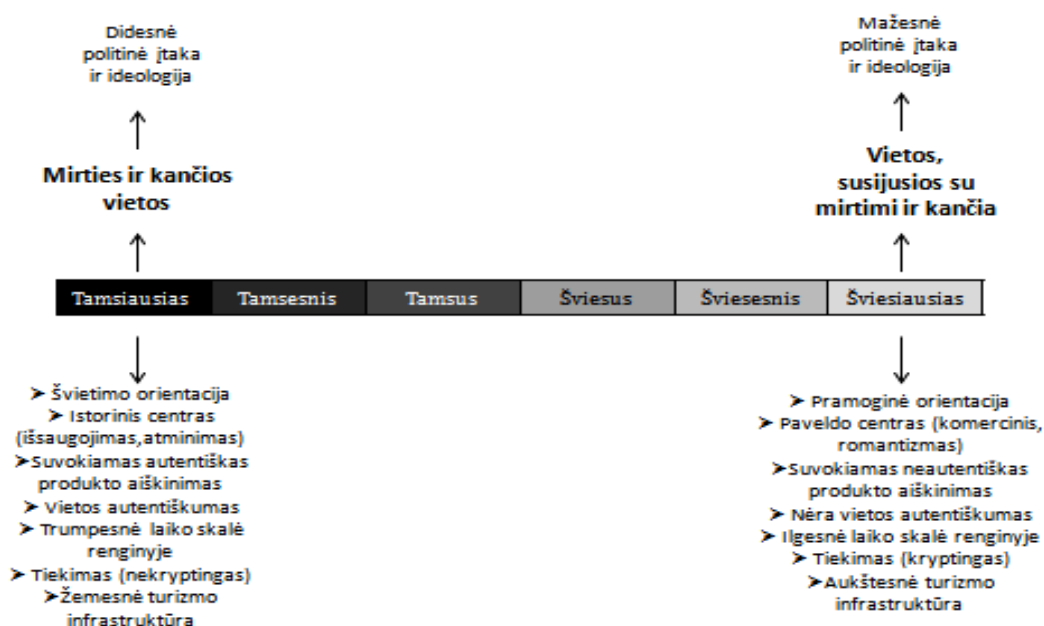 Didesnė
politinė įtaka
ir ideologija
Mažesnė
politinė įtaka
ir ideologija
Mirties ir kančios
vietos
Vietos,
susijusios su
mirtimi ir kančia
Tamsiausias Tamsesnis Tamsus Šviesus Šviesesnis Šviesiausias
➤ Švietimo orientacija
➤ Istorinis centras
(išsaugojimas,atminimas)
➤Suvokiamas autentiškas
produkto aiškinimas
➤ Vietos autentiškumas
➤ Trumpesnė laiko skalė
renginyje
➤ Tiekimas (nekryptingas)
➤Žemesnė turizmo
infrastruktūra
➤ Pramoginė orientacija
➤ Paveldo centras (komercinis,
romantizmas)
➤Suvokiamas neautentiškas
produkto aiškinimas
➤ Nėra vietos autentiškumas
➤ Ilgesnė laiko skalė renginyje
➤ Tiekimas (kryptingas)
➤Aukštesnė turizmo
infrastruktūra